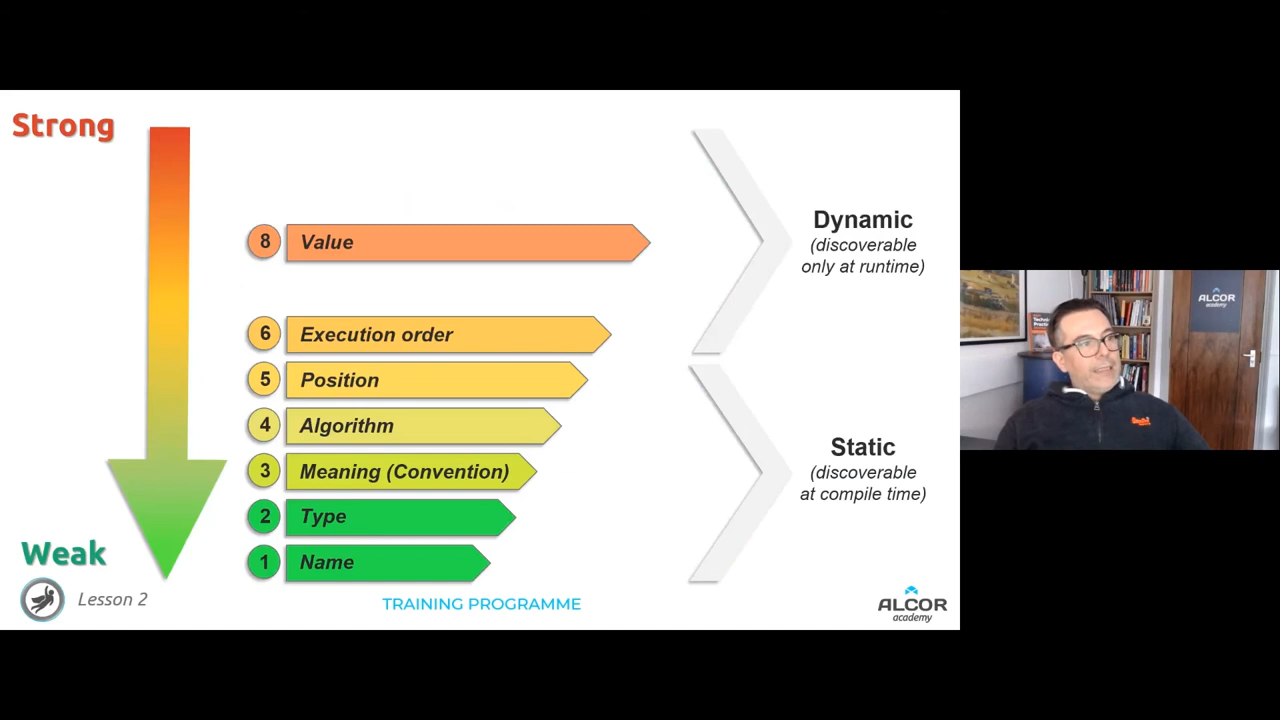 Strong
8 Value
6 Execution order
5 Position
4 Algorithm
3 Meaning (Convention)
2 Type
1 Name
Dynamic
(discoverable
only at runtime)
Static
(discoverable
at compile time)
Weak
Lesson 2
TRAINING PROGRAMME
ALCOR
academy
ALCOR
academy